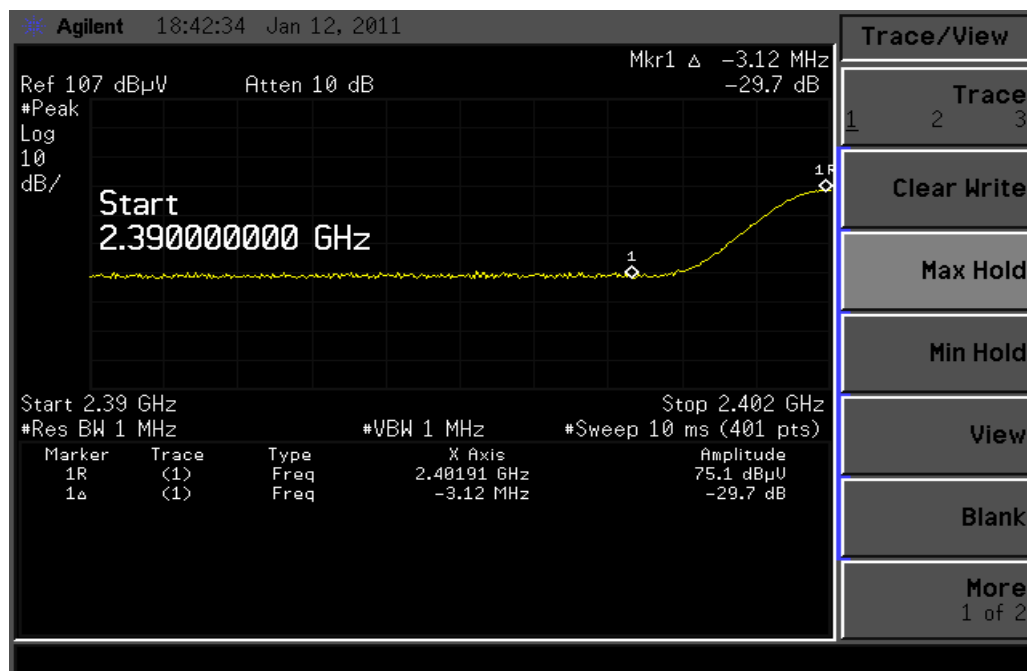 Agilent 18:42:34 Jan 12, 2011
Mkr1 Δ -3.12 MHz
Ref 107 dBµV Atten 10 dB -29.7 dB
#Peak
Log
10
dB/
1R
Start
2.390000000 GHz
1
Start 2.39 GHz Stop 2.402 GHz
#Res BW 1 MHz #VBW 1 MHz #Sweep 10 ms (401 pts)
Marker Trace Type X Axis Amplitude
1R (1) Freq 2.40191 GHz 75.1 dBµV
1Δ (1) Freq -3.12 MHz -29.7 dB
Trace/View
Trace
1 2 3
Clear Write
Max Hold
Min Hold
View
Blank
More
1 of 2